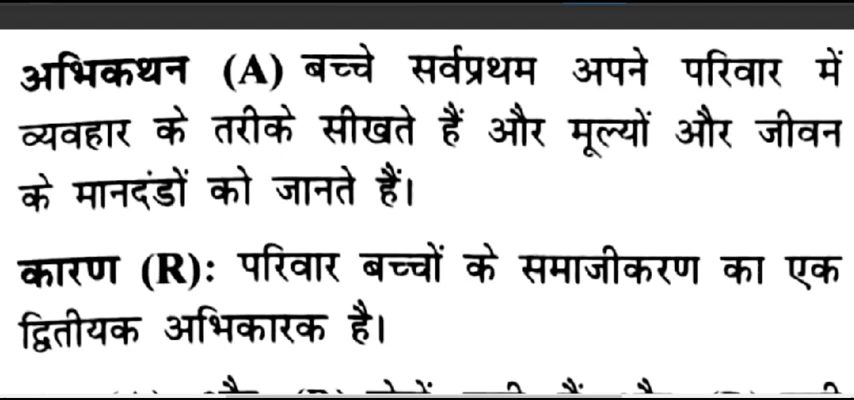 अभिकथन (A) बच्चे सर्वप्रथम अपने परिवार में
व्यवहार के तरीके सीखते हैं और मूल्यों और जीवन
के मानदंडों को जानते हैं।
कारण (R): परिवार बच्चों के समाजीकरण का एक
द्वितीयक अभिकारक है।